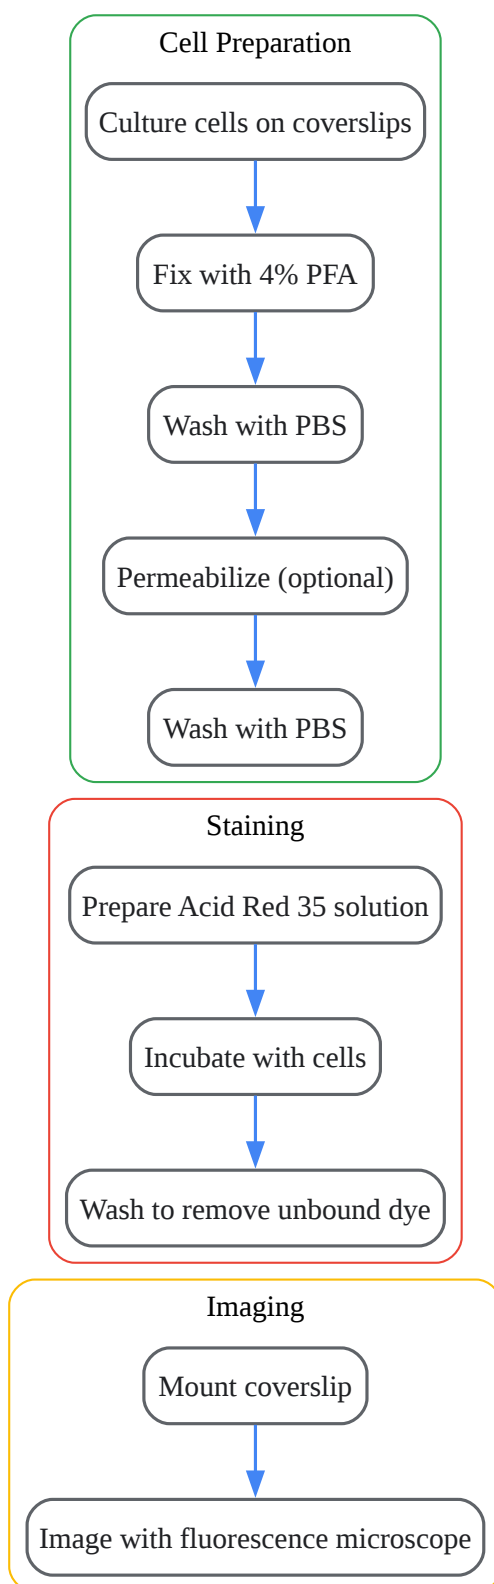 Cell Preparation
Culture cells on coverslips
Fix with 4% PFA
Wash with PBS
Permeabilize (optional)
Wash with PBS
Staining
Prepare Acid Red 35 solution
Incubate with cells
Wash to remove unbound dye
Imaging
Mount coverslip
Image with fluorescence microscope